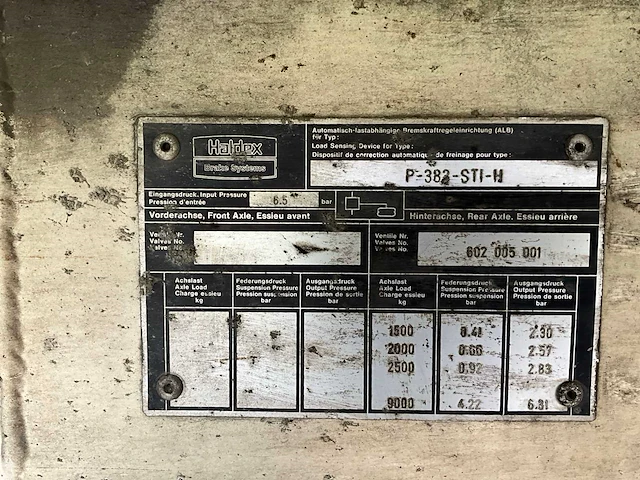 Haldex
Brake Systems
Automatisch-lastabhängige Bremskraftregeleinrichtung (ALB)
für Typ:
Load Sensing Device for Type:
Dispositif de correction automatique de freinage pour type:
P-383-STI-H
Eingangsdruck, Input Pressure
Pression d'entrée 6.5 bar
Vorderachse, Front Axle, Essieu avant
Hinterachse, Rear Axle, Essieu arrière
Ventile Nr.
Valves No.
Valves No.
Ventile Nr.
Valves No.
Valves No.
602 005 001
Achslast Federungsdruck Ausgangsdruck Achslast Federungsdruck Ausgangsdruck
Axle Load Suspension Pressure Output Pressure Axle Load Suspension Pressure Output Pressure
Charge essieu Pression suspension Pression de sortie Charge essieu Pression suspension Pression de sortie
kg bar bar kg bar bar
1500 0.41 2.30
2000 0.66 2.57
2500 0.92 2.83
9000 4.22 6.31